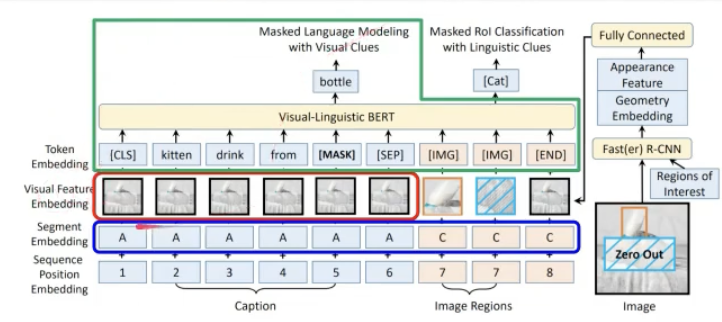 Masked Language Modeling
with Visual Clues
Masked RoI Classification
with Linguistic Clues
Fully Connected
bottle
[Cat]
Appearance
Feature
Geometry
Embedding
Visual-Linguistic BERT
Fast(er) R-CNN
Token
Embedding
[CLS] kitten drink from [MASK] [SEP] [IMG] [IMG] [END]
Regions of
Interest
Visual Feature
Embedding
Segment
Embedding
A A A A A A C C C
Zero Out
Sequence
Position
Embedding
1 2 3 4 5 6 7 7 8
Caption
Image Regions
Image